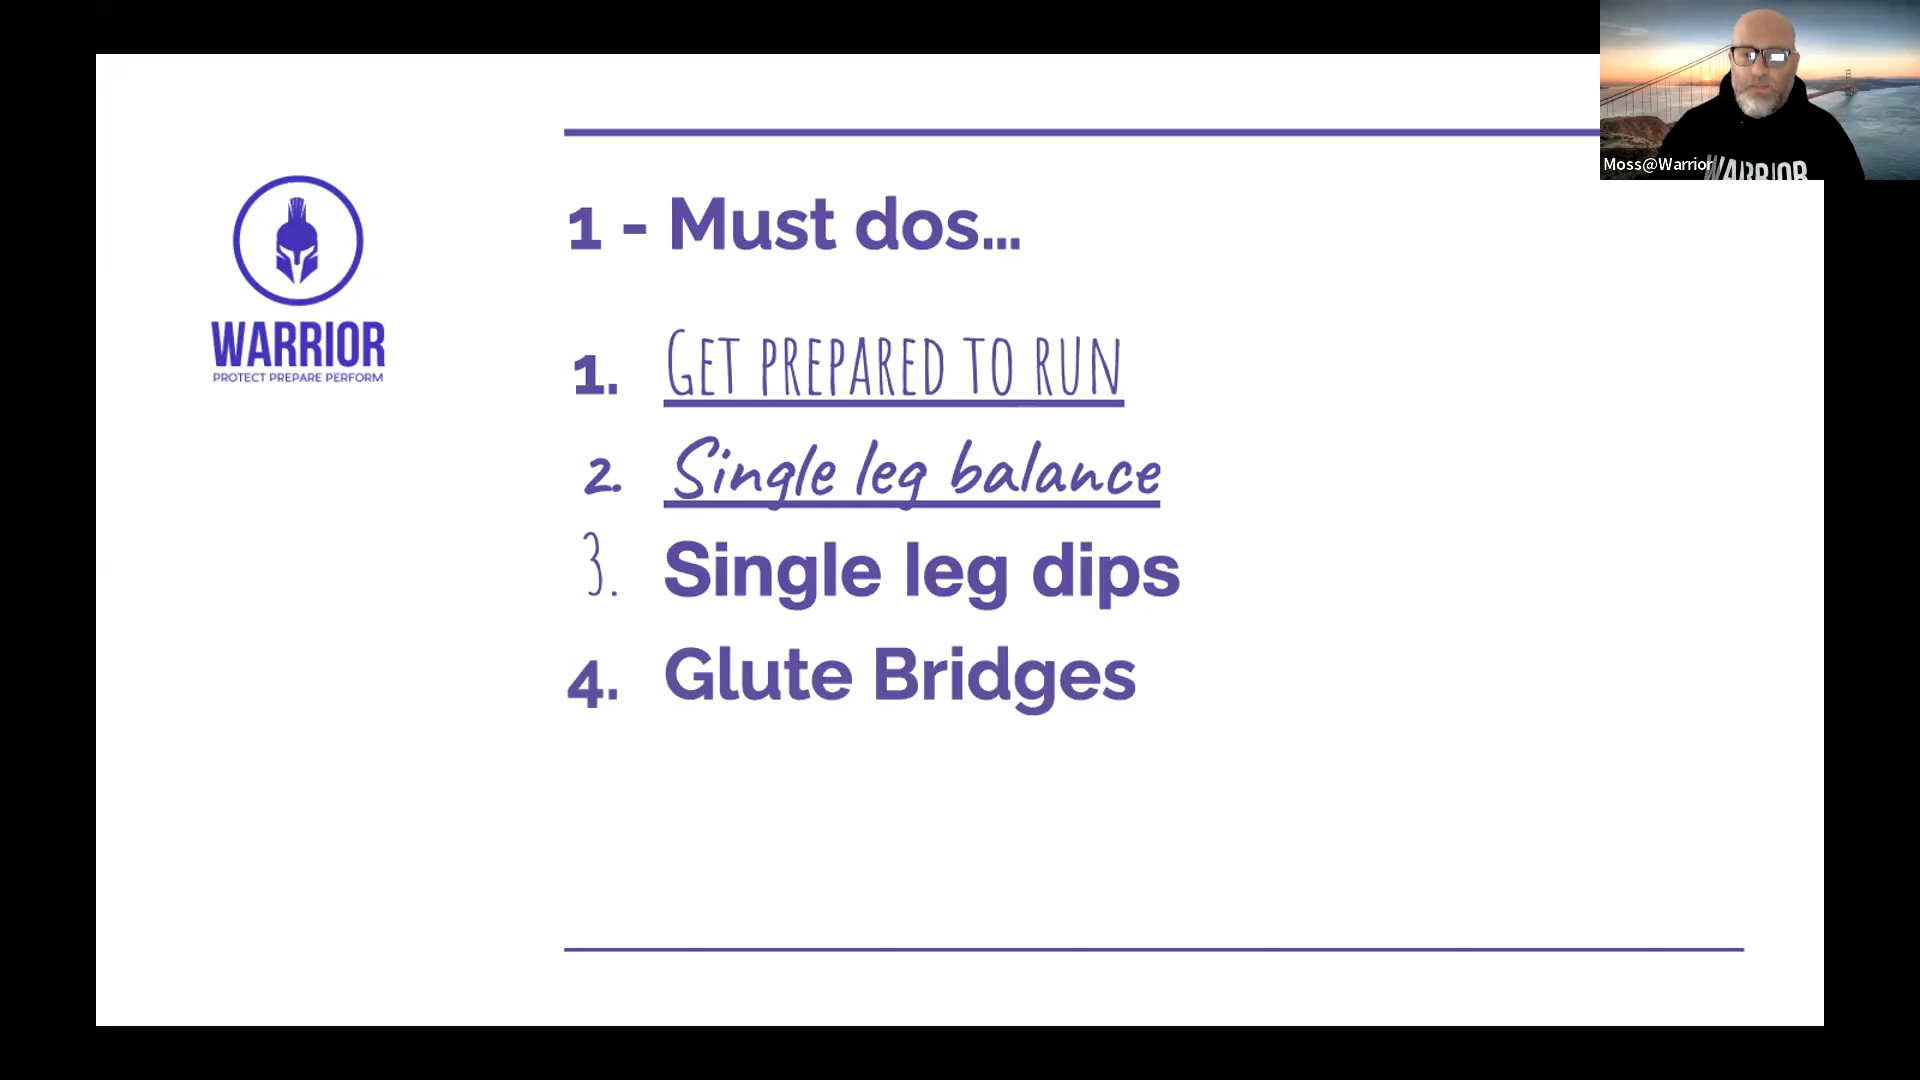 Moss@Warrior
WARRIOR
WARRIOR
PROTECT PREPARE PERFORM
1 - Must dos...
1. GET PREPARED TO RUN
2. Single leg balance
3. Single leg dips
4. Glute Bridges